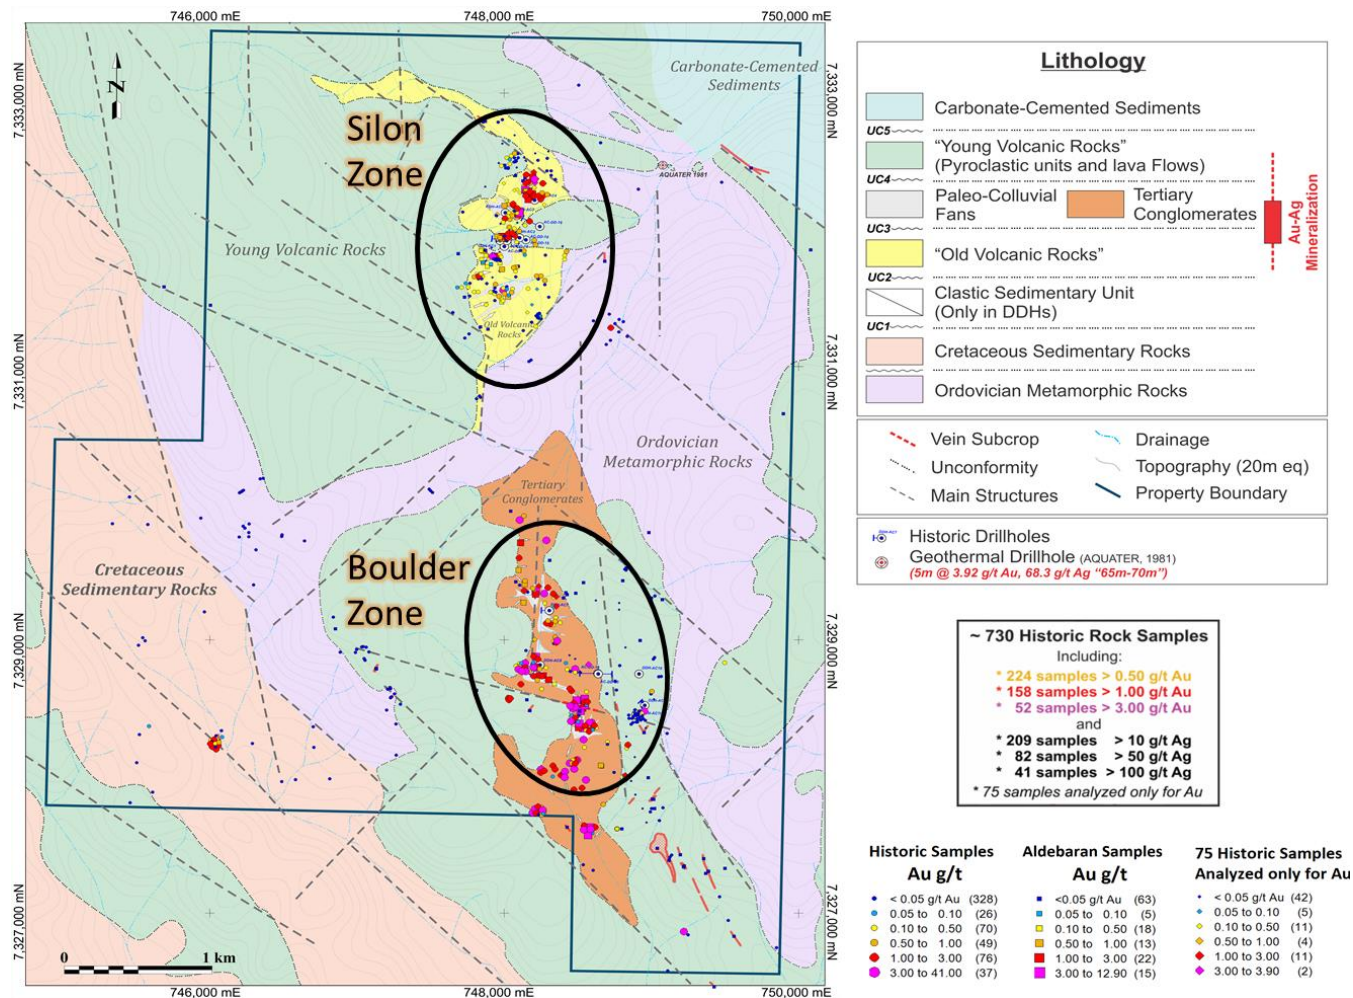 746,000 mE
748,000 mE
750,000 mE
7,333,000 mN
7,333,000 mN
N
Carbonate-Cemented
Sediments
Silon
Zone
AQUATER 1981
Young Volcanic Rocks
Old Volcanic
Rocks
7,331,000 mN
7,331,000 mN
Ordovician
Metamorphic Rocks
Tertiary
Conglomerates
Boulder
Zone
Cretaceous
Sedimentary Rocks
7,329,000 mN
7,329,000 mN
7,327,000 mN
7,327,000 mN
0 1 km
746,000 mE
748,000 mE
750,000 mE
Lithology
Carbonate-Cemented Sediments
UC5
"Young Volcanic Rocks"
(Pyroclastic units and lava Flows)
UC4
Paleo-Colluvial
Fans
Tertiary
Conglomerates
UC3
"Old Volcanic Rocks"
UC2
Clastic Sedimentary Unit
(Only in DDHs)
UC1
Cretaceous Sedimentary Rocks
Ordovician Metamorphic Rocks
Au-Ag
Mineralization
Vein Subcrop
Drainage
Unconformity
Topography (20m eq)
Main Structures
Property Boundary
Historic Drillholes
Geothermal Drillhole (AQUATER, 1981)
(5m @ 3.92 g/t Au, 68.3 g/t Ag "65m-70m")
~ 730 Historic Rock Samples
Including:
* 224 samples > 0.50 g/t Au
* 158 samples > 1.00 g/t Au
* 52 samples > 3.00 g/t Au
and
* 209 samples > 10 g/t Ag
* 82 samples > 50 g/t Ag
* 41 samples > 100 g/t Ag
* 75 samples analyzed only for Au
Historic Samples
Au g/t
< 0.05 g/t Au (328)
0.05 to 0.10 (26)
0.10 to 0.50 (70)
0.50 to 1.00 (49)
1.00 to 3.00 (76)
3.00 to 41.00 (37)
Aldebaran Samples
Au g/t
<0.05 g/t Au (63)
0.05 to 0.10 (5)
0.10 to 0.50 (18)
0.50 to 1.00 (13)
1.00 to 3.00 (22)
3.00 to 12.90 (15)
75 Historic Samples
Analyzed only for Au
< 0.05 g/t Au (42)
0.05 to 0.10 (5)
0.10 to 0.50 (11)
0.50 to 1.00 (4)
1.00 to 3.00 (11)
3.00 to 3.90 (2)